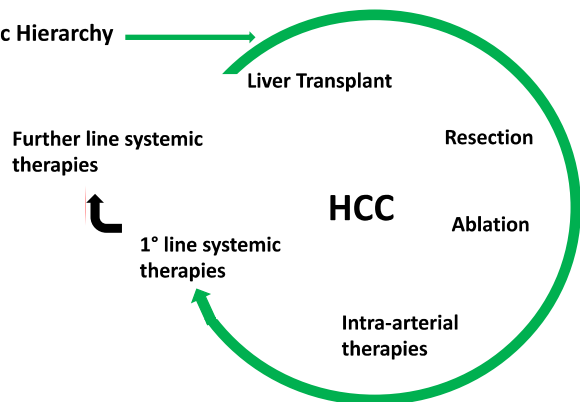 c Hierarchy
Liver Transplant
Resection
Further line systemic
therapies
HCC
Ablation
1° line systemic
therapies
Intra-arterial
therapies